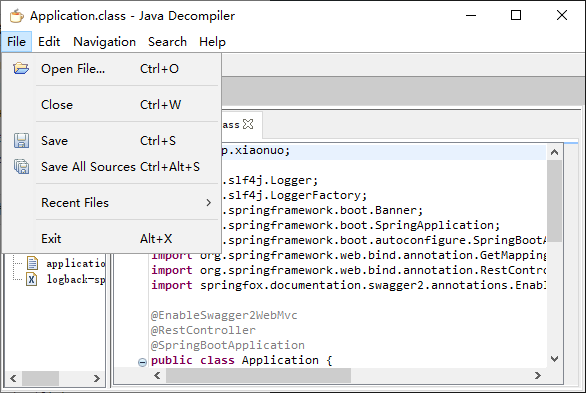 Application.class - Java Decompiler
File Edit Navigation Search Help
Open File... Ctrl+O
Close Ctrl+W
Save Ctrl+S
Save All Sources Ctrl+Alt+S
Recent Files
Exit Alt+X
application
logback-sp
lass
p.xiaonuo;
.slf4j.Logger;
.slf4j.LoggerFactory;
.springframework.boot.Banner;
.springframework.boot.SpringApplication;
.springframework.boot.autoconfigure.SpringBootA
import org.springframework.web.bind.annotation.GetMapping
import org.springframework.web.bind.annotation.RestContro
import springfox.documentation.swagger2.annotations.Enabl
@EnableSwagger2WebMvc
@RestController
@SpringBootApplication
public class Application {